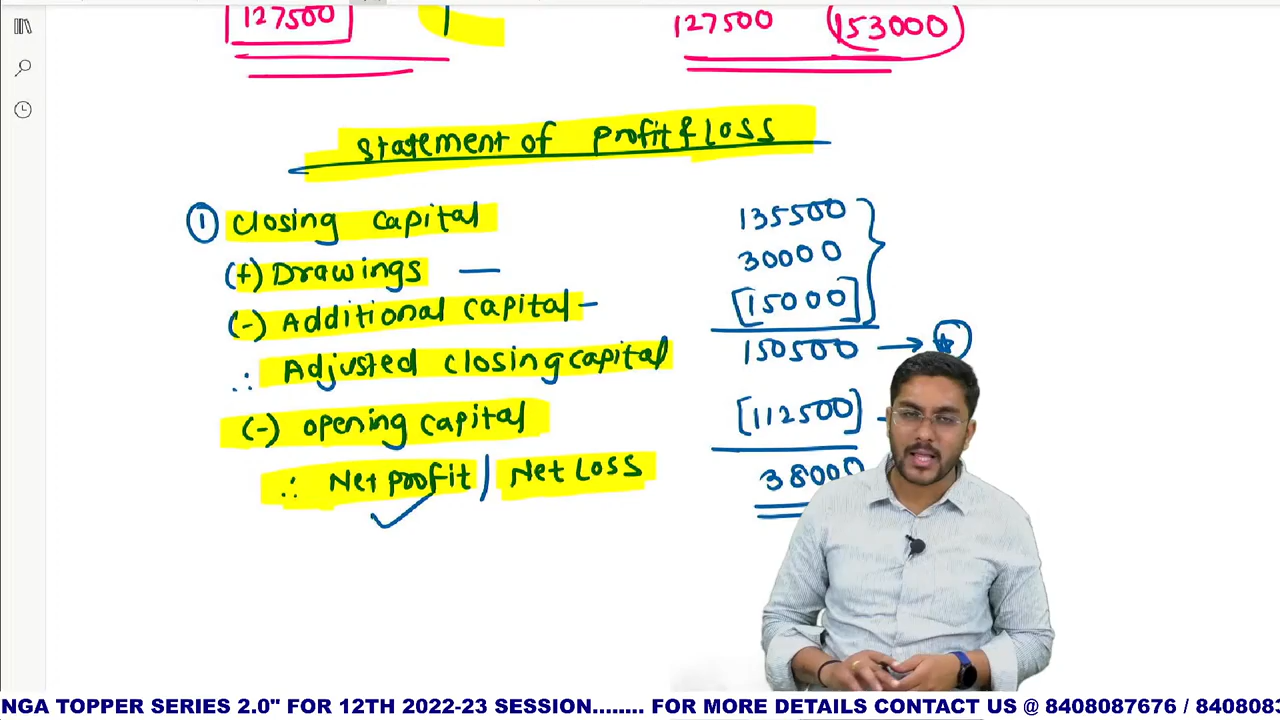 127500 127500 153000
Statement of profit & Loss
① Closing Capital 135500
(+) Drawings — 30000
(-) Additional capital - [15000]
∴ Adjusted closing capital 150500 →
(-) opening capital [112500]
∴ Net profit / Net Loss 38000
NGA TOPPER SERIES 2.0" FOR 12TH 2022-23 SESSION........ FOR MORE DETAILS CONTACT US @ 8408087676 / 840808